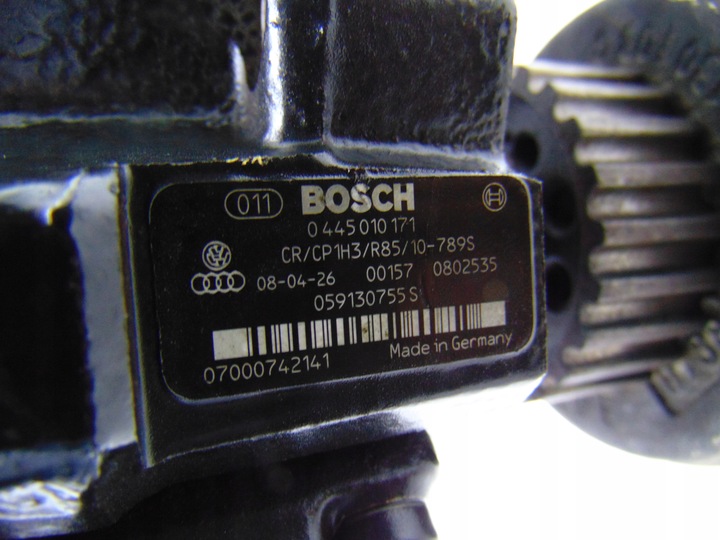 011 BOSCH
0 445 010 171
CR/CP1H3/R85/10-789S
08-04-26 00157 0802535
059130755S
07000742141 Made in Germany